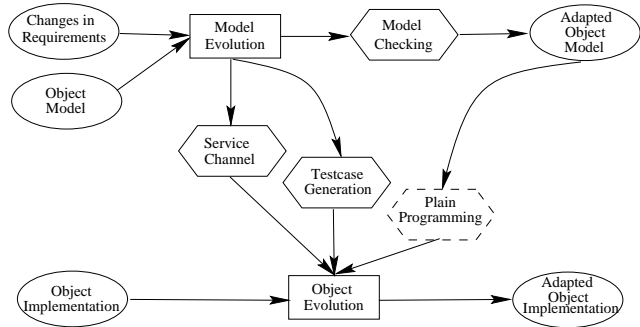 Changes in
Requirements
Model
Evolution
Model
Checking
Adapted
Object
Model
Object
Model
Service
Channel
Testcase
Generation
Plain
Programming
Object
Implementation
Object
Evolution
Adapted
Object
Implementation